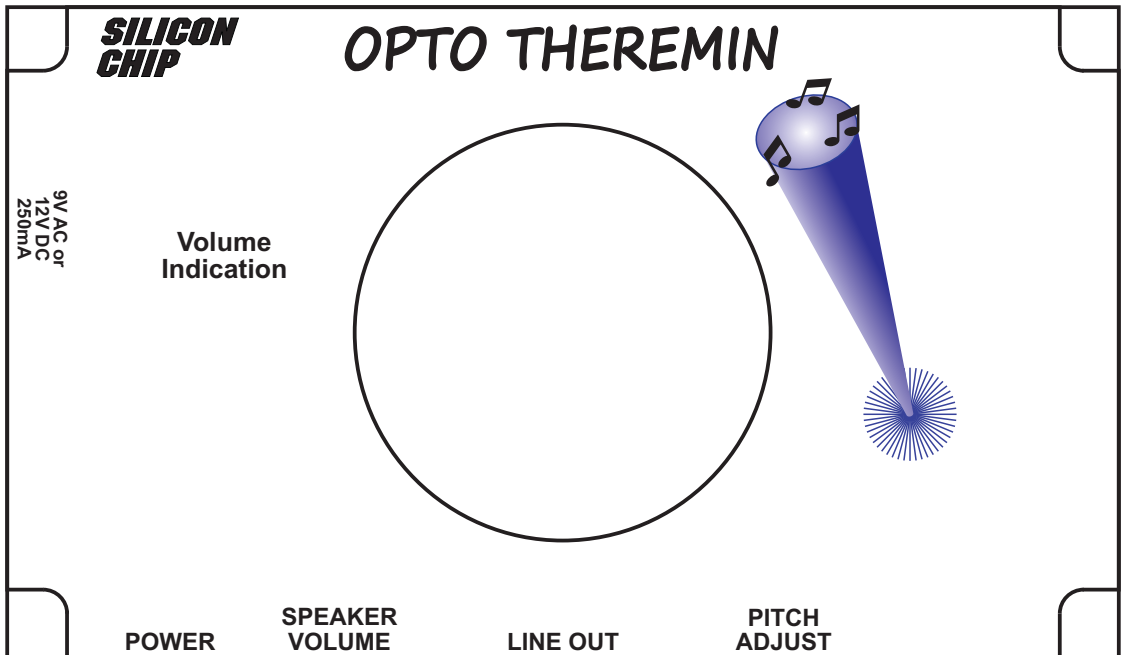 SILICON
CHIP
OPTO THEREMIN
9V AC or
12V DC
250mA
Volume
Indication
POWER
SPEAKER
VOLUME
LINE OUT
PITCH
ADJUST